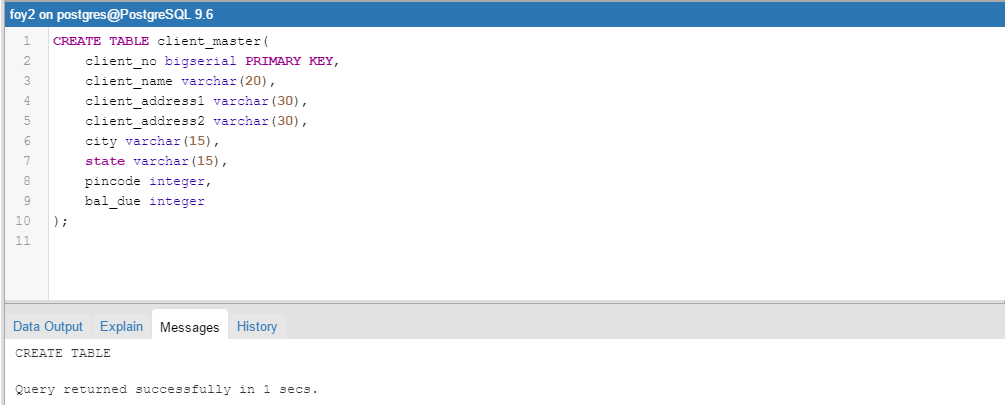 foy2 on postgres@PostgreSQL 9.6
1 CREATE TABLE client_master(
2 client_no bigserial PRIMARY KEY,
3 client_name varchar(20),
4 client_address1 varchar(30),
5 client_address2 varchar(30),
6 city varchar(15),
7 state varchar(15),
8 pincode integer,
9 bal_due integer
10 );
11
Data Output Explain Messages History
CREATE TABLE
Query returned successfully in 1 secs.